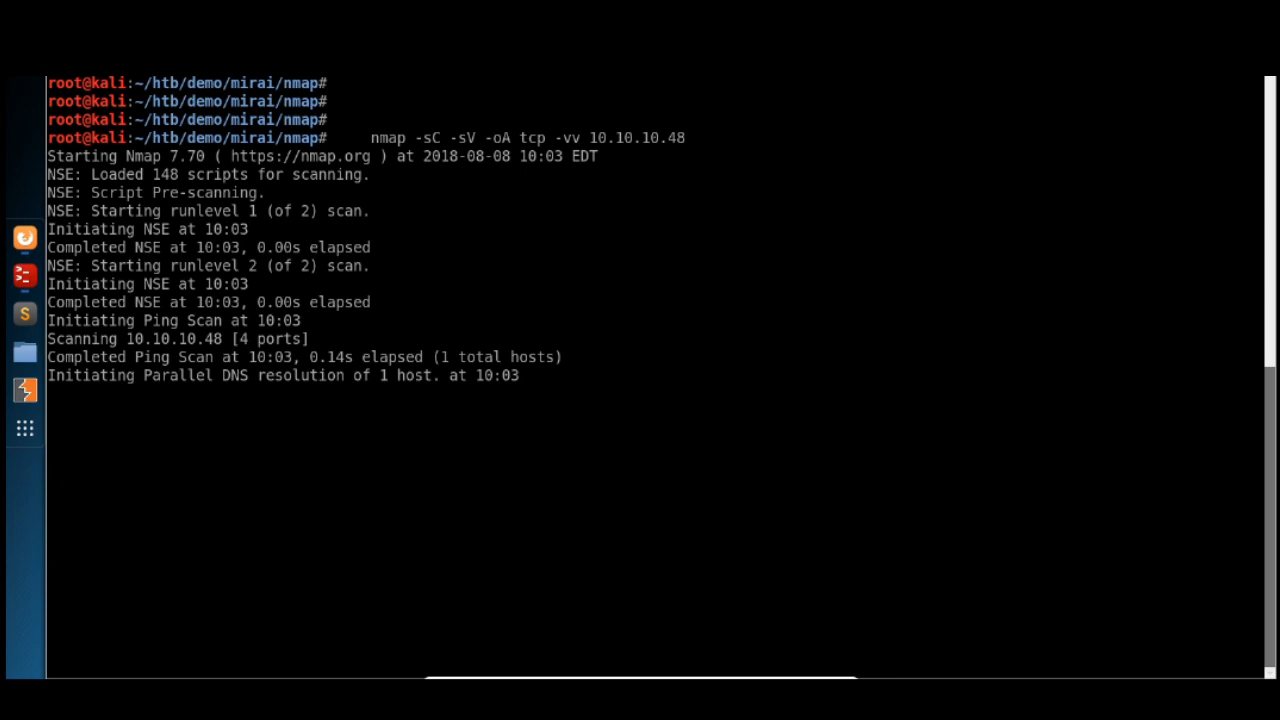 root@kali:~/htb/demo/mirai/nmap#
root@kali:~/htb/demo/mirai/nmap#
root@kali:~/htb/demo/mirai/nmap#
root@kali:~/htb/demo/mirai/nmap#     nmap -sC -sV -oA tcp -vv 10.10.10.48
Starting Nmap 7.70 ( https://nmap.org ) at 2018-08-08 10:03 EDT
NSE: Loaded 148 scripts for scanning.
NSE: Script Pre-scanning.
NSE: Starting runlevel 1 (of 2) scan.
Initiating NSE at 10:03
Completed NSE at 10:03, 0.00s elapsed
NSE: Starting runlevel 2 (of 2) scan.
Initiating NSE at 10:03
Completed NSE at 10:03, 0.00s elapsed
Initiating Ping Scan at 10:03
Scanning 10.10.10.48 [4 ports]
Completed Ping Scan at 10:03, 0.14s elapsed (1 total hosts)
Initiating Parallel DNS resolution of 1 host. at 10:03
S